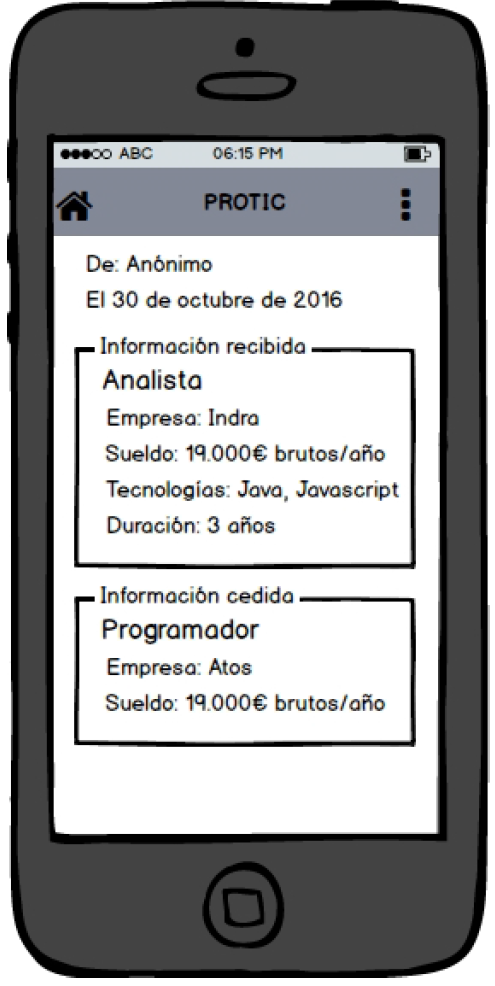 ABC 06:15 PM
PROTIC
De: Anónimo
El 30 de octubre de 2016
Información recibida
Analista
Empresa: Indra
Sueldo: 19.000€ brutos/año
Tecnologías: Java, Javascript
Duración: 3 años
Información cedida
Programador
Empresa: Atos
Sueldo: 19.000€ brutos/año